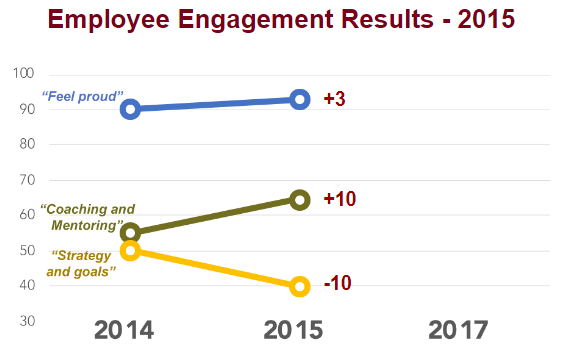 Employee Engagement Results - 2015
100
“Feel proud”
+3
90
80
70
“Coaching and
Mentoring”
+10
60
50
“Strategy
and goals”
-10
40
30
2014
2015
2017